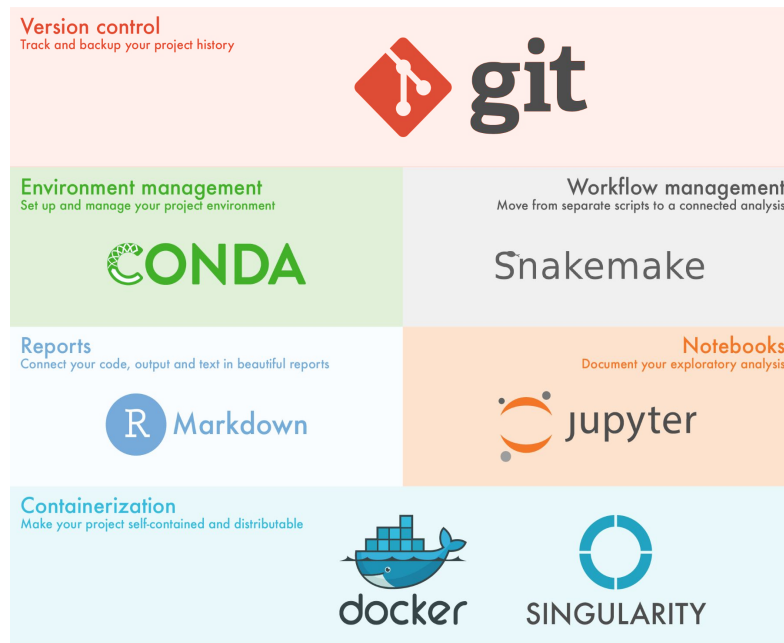 Version control
Track and backup your project history
git
Environment management
Set up and manage your project environment
CONDA
Workflow management
Move from separate scripts to a connected analysis
Snakemake
Reports
Connect your code, output and text in beautiful reports
R Markdown
Notebooks
Document your exploratory analysis
jupyter
Containerization
Make your project self-contained and distributable
docker
SINGULARITY